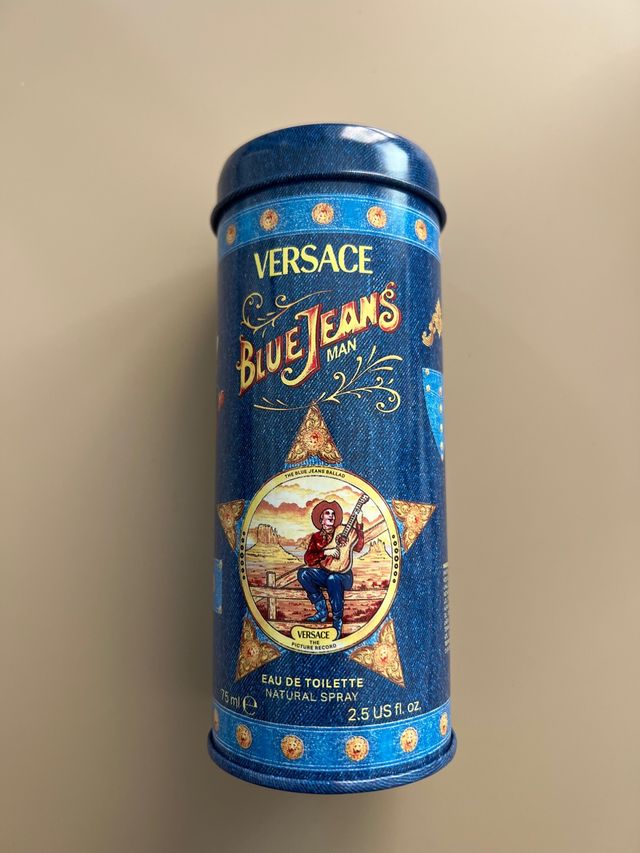 VERSACE
BLUE JEANS
MAN
THE BLUE JEANS BALLAD
VERSACE
THE
PICTURE RECORD
EAU DE TOILETTE
NATURAL SPRAY
75 ml ℮
2.5 US fl. oz.